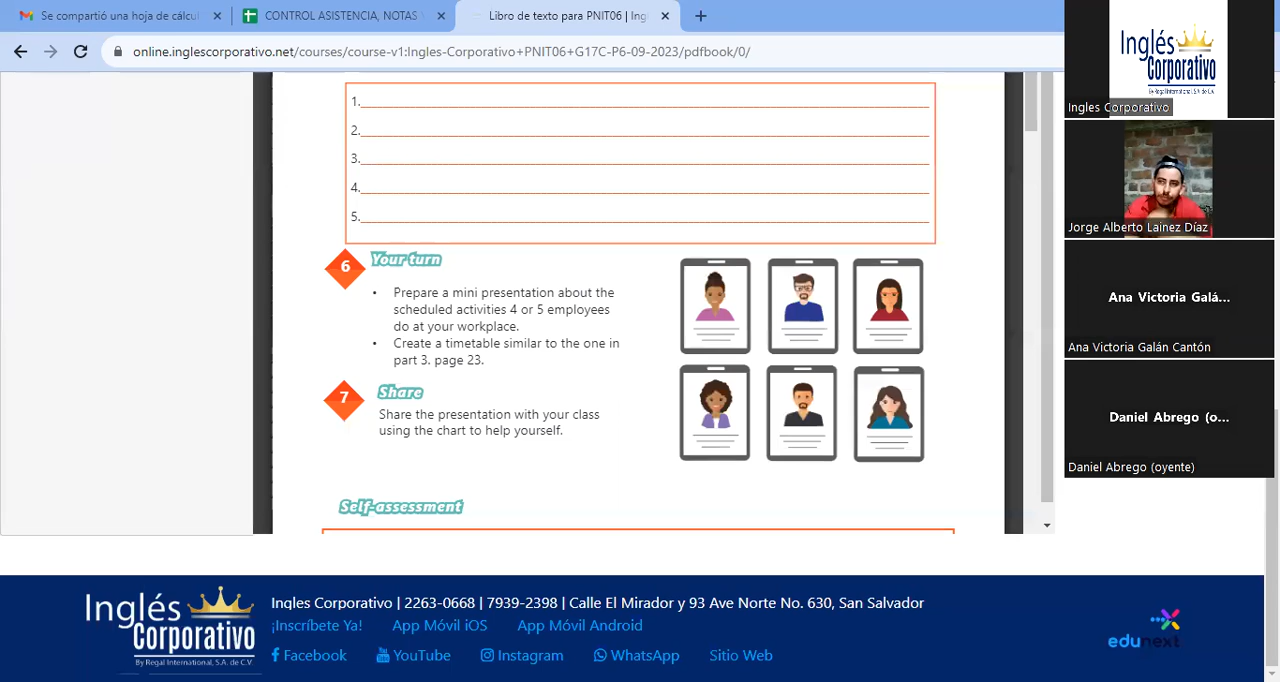 Se compartió una hoja de cálcul
CONTROL ASISTENCIA, NOTAS Y
Libro de texto para PNIT06 | Ing
online.inglescorporativo.net/courses/course-v1:Ingles-Corporativo+PNIT06+G17C-P6-09-2023/pdfbook/0/
1.
2.
3.
4.
5.
6 Your turn
• Prepare a mini presentation about the
scheduled activities 4 or 5 employees
do at your workplace.
• Create a timetable similar to the one in
part 3. page 23.
7 Share
Share the presentation with your class
using the chart to help yourself.
Self-assessment
Inglés
Corporativo
By Regal International, S.A. de C.V.
Ingles Corporativo | 2263-0668 | 7939-2398 | Calle El Mirador y 93 Ave Norte No. 630, San Salvador
¡Inscríbete Ya! App Móvil iOS App Móvil Android
Facebook YouTube Instagram WhatsApp Sitio Web
edunext
Inglés
Corporativo
By Regal International, S.A. de C.V.
Ingles Corporativo
Jorge Alberto Laínez Díaz
Ana Victoria Galá...
Ana Victoria Galán Cantón
Daniel Abrego (o...
Daniel Abrego (oyente)